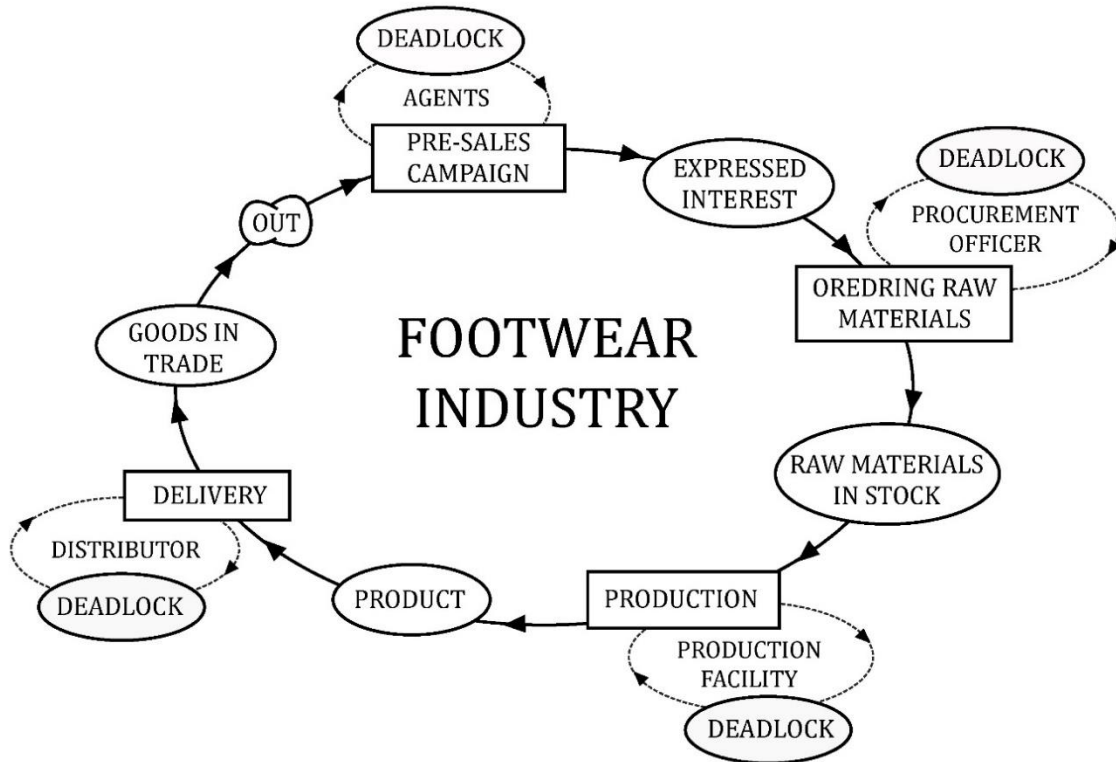 DEADLOCK
AGENTS
PRE-SALES
CAMPAIGN
EXPRESSED
INTEREST
DEADLOCK
PROCUREMENT
OFFICER
OREDRING RAW
MATERIALS
RAW MATERIALS
IN STOCK
PRODUCTION
PRODUCTION
FACILITY
DEADLOCK
PRODUCT
DELIVERY
DISTRIBUTOR
DEADLOCK
GOODS IN
TRADE
OUT
FOOTWEAR
INDUSTRY